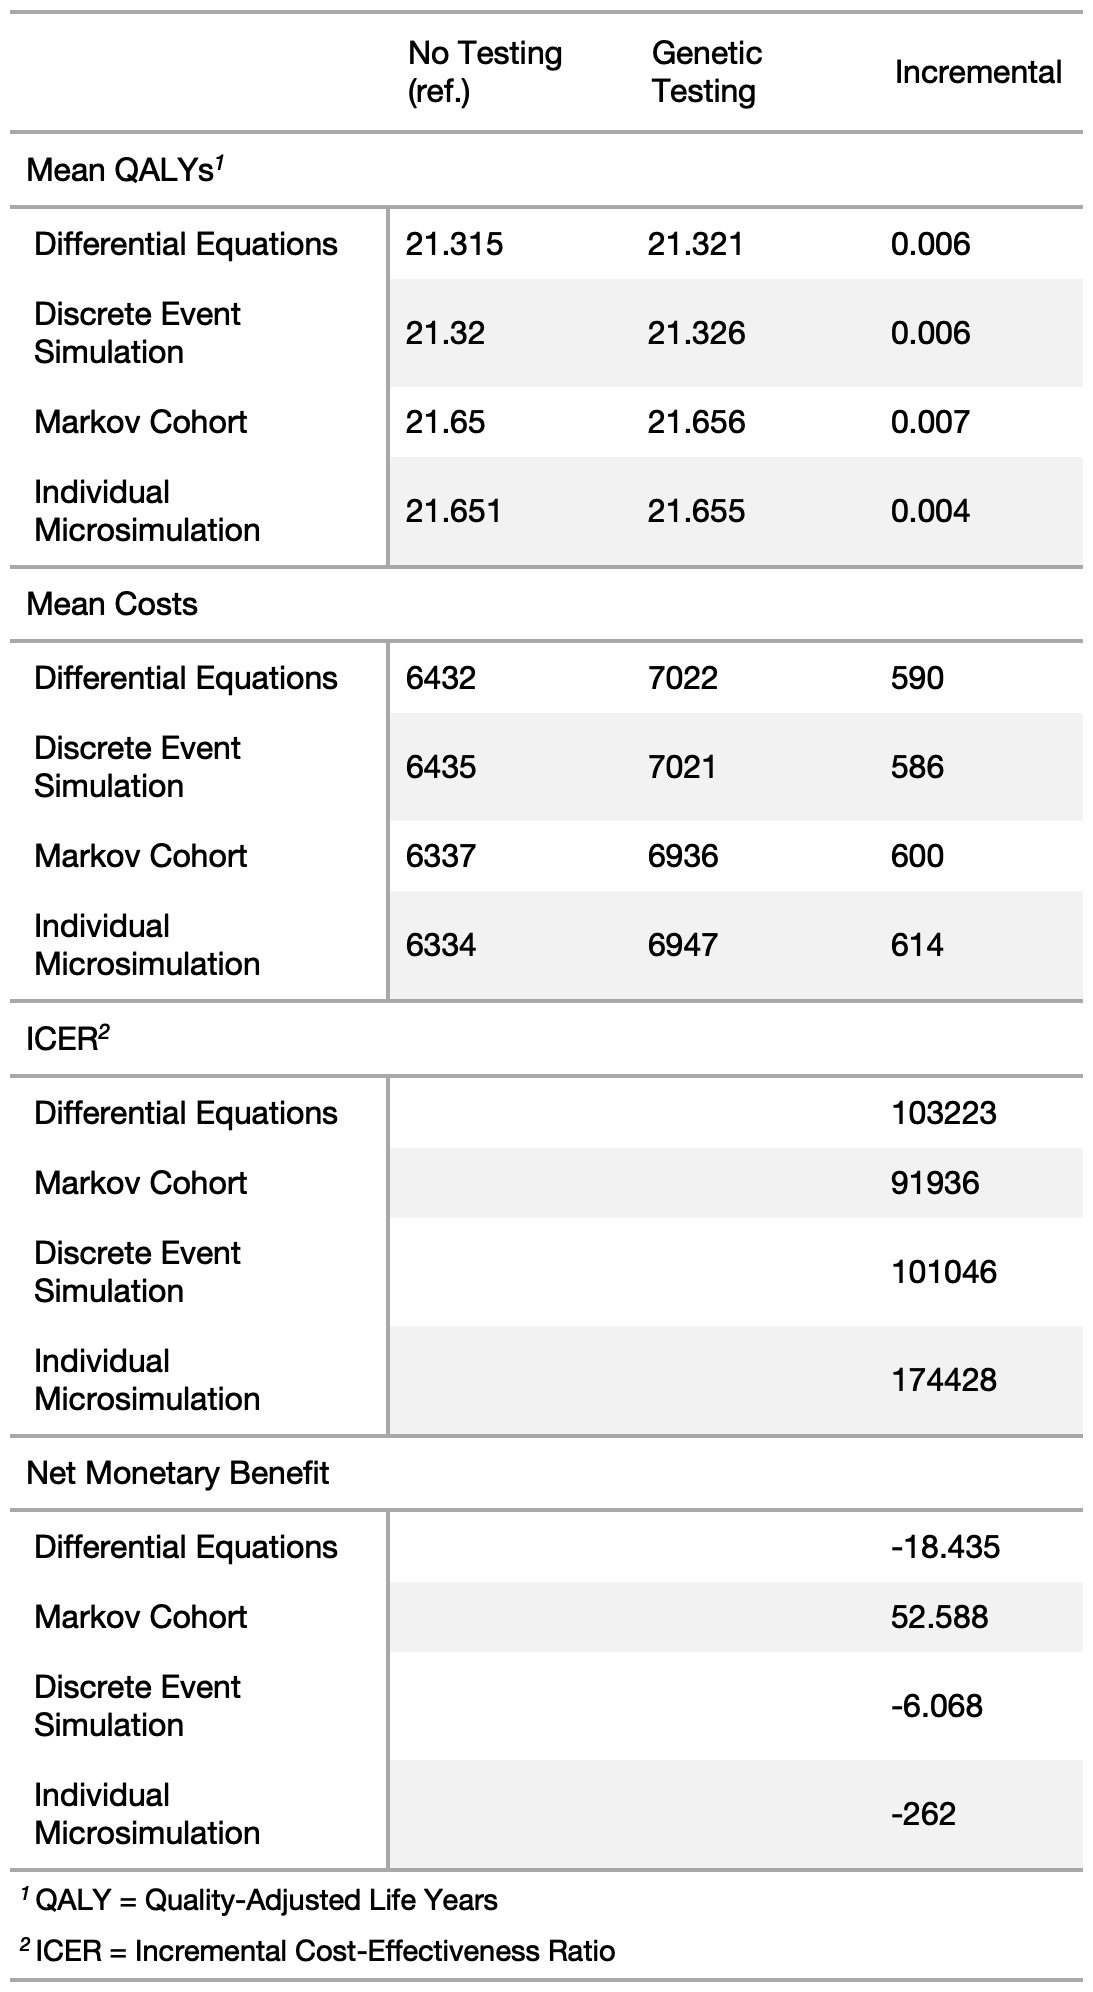 No Testing (ref.) Genetic Testing Incremental
Mean QALYs1
Differential Equations 21.315 21.321 0.006
Discrete Event Simulation 21.32 21.326 0.006
Markov Cohort 21.65 21.656 0.007
Individual Microsimulation 21.651 21.655 0.004
Mean Costs
Differential Equations 6432 7022 590
Discrete Event Simulation 6435 7021 586
Markov Cohort 6337 6936 600
Individual Microsimulation 6334 6947 614
ICER2
Differential Equations 103223
Markov Cohort 91936
Discrete Event Simulation 101046
Individual Microsimulation 174428
Net Monetary Benefit
Differential Equations -18.435
Markov Cohort 52.588
Discrete Event Simulation -6.068
Individual Microsimulation -262
1 QALY = Quality-Adjusted Life Years
2 ICER = Incremental Cost-Effectiveness Ratio